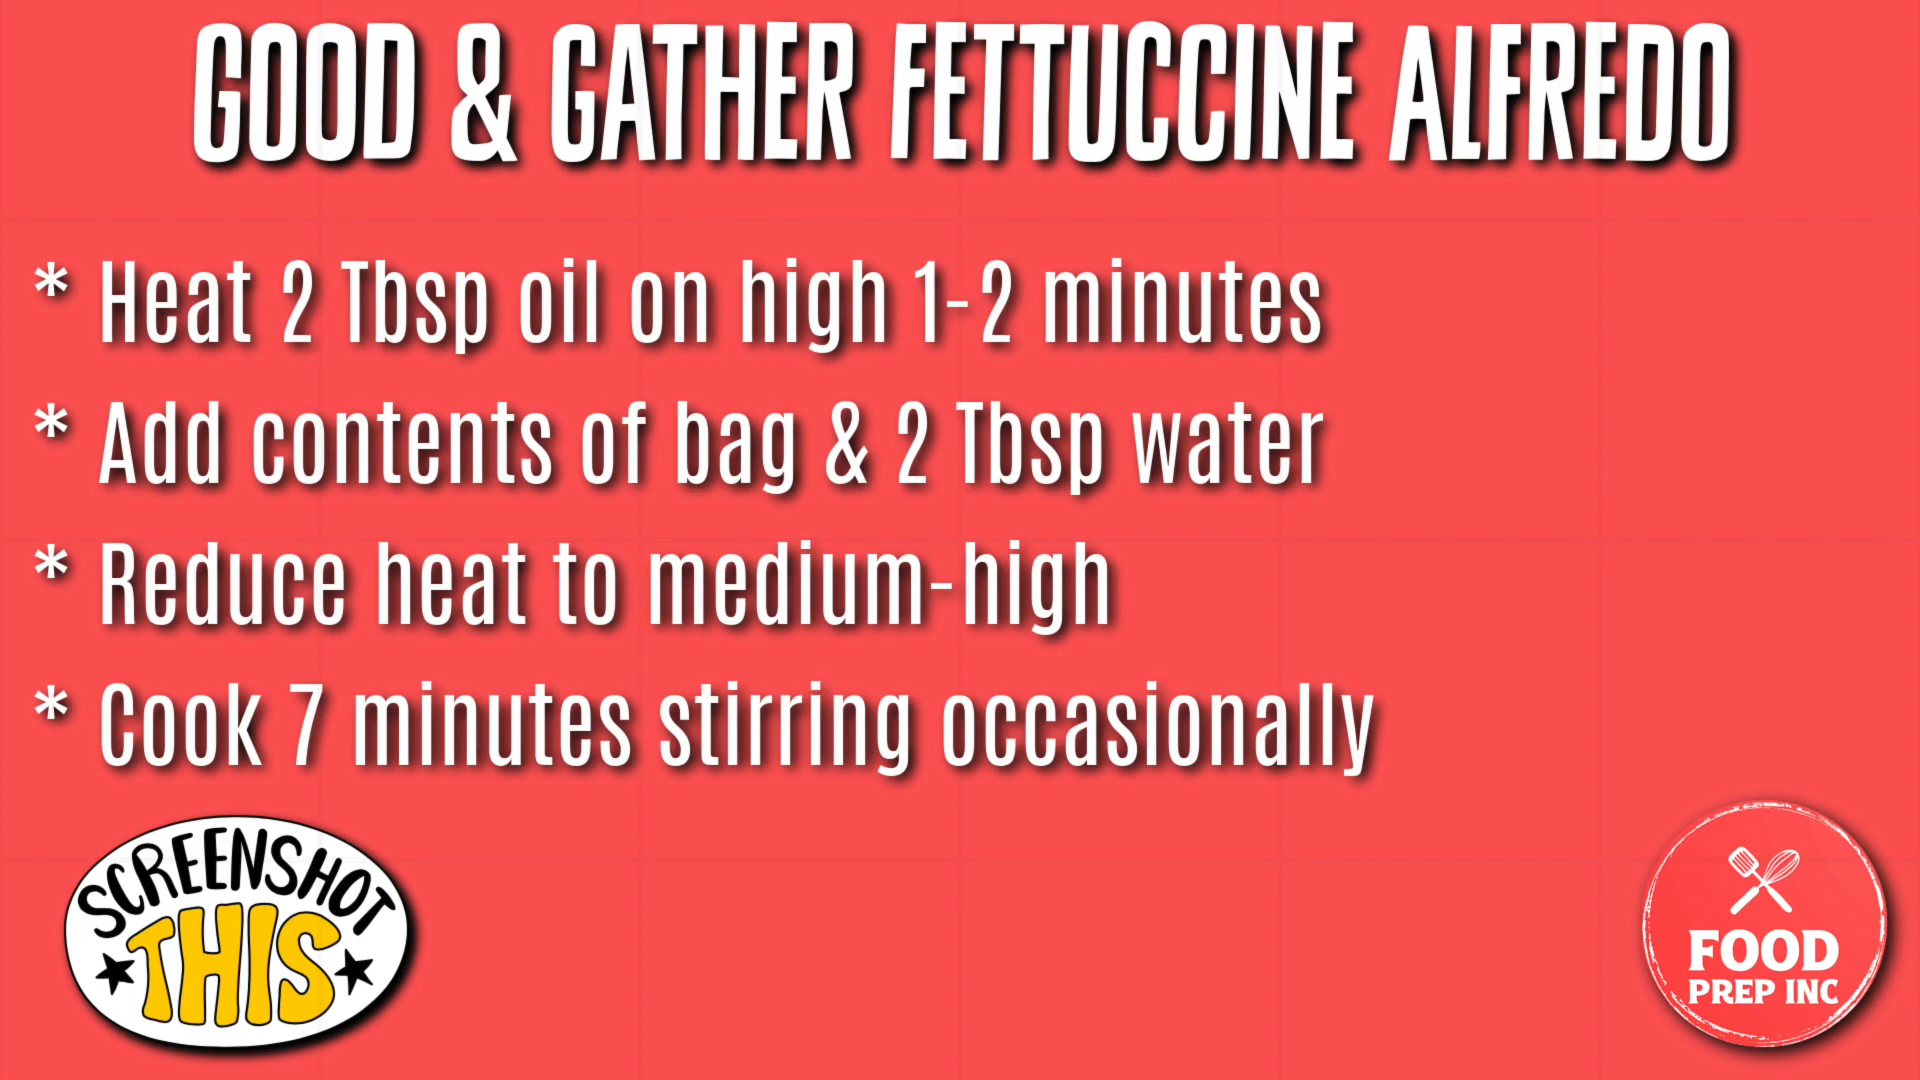 GOOD & GATHER FETTUCCINE ALFREDO
* Heat 2 Tbsp oil on high 1-2 minutes
* Add contents of bag & 2 Tbsp water
* Reduce heat to medium-high
* Cook 7 minutes stirring occasionally
SCREENSHOT
THIS
FOOD
PREP INC